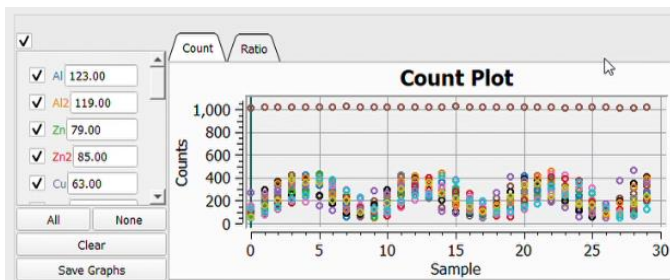 Count Ratio
Al 123.00
Al2 119.00
Zn 79.00
Zn2 85.00
Cu 63.00
All None
Clear
Save Graphs
Count Plot
Counts
1,000
800
600
400
200
0
0 5 10 15 20 25 30
Sample